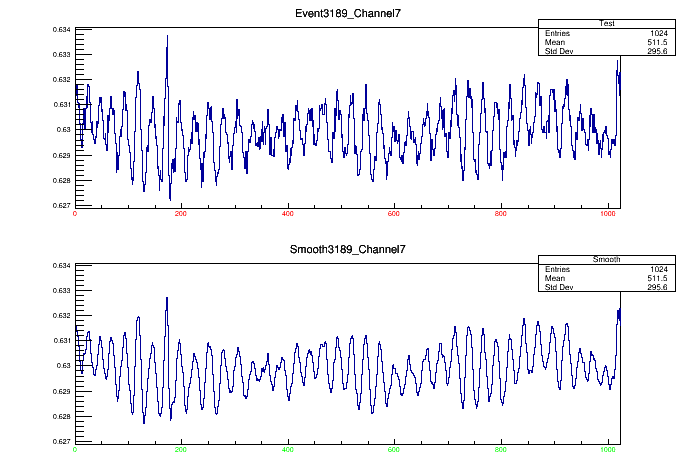 Event3189_Channel7
Test
Entries 1024
Mean 511.5
Std Dev 295.6
0.634
0.633
0.632
0.631
0.63
0.629
0.628
0.627
0 200 400 600 800 1000
Smooth3189_Channel7
Smooth
Entries 1024
Mean 511.5
Std Dev 295.6
0.634
0.633
0.632
0.631
0.63
0.629
0.628
0.627
0 200 400 600 800 1000